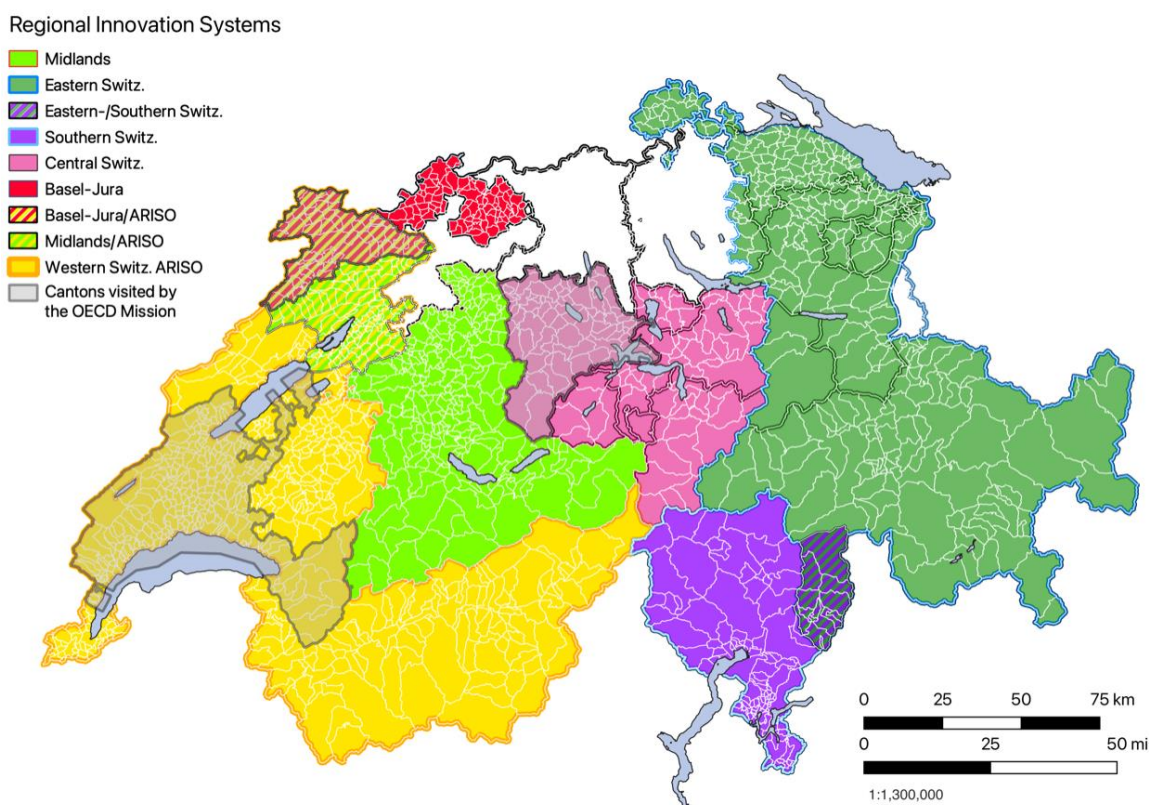 Regional Innovation Systems
Midlands
Eastern Switz.
Eastern-/Southern Switz.
Southern Switz.
Central Switz.
Basel-Jura
Basel-Jura/ARISO
Midlands/ARISO
Western Switz. ARISO
Cantons visited by
the OECD Mission
0 25 50 75 km
0 25 50 mi
1:1,300,000